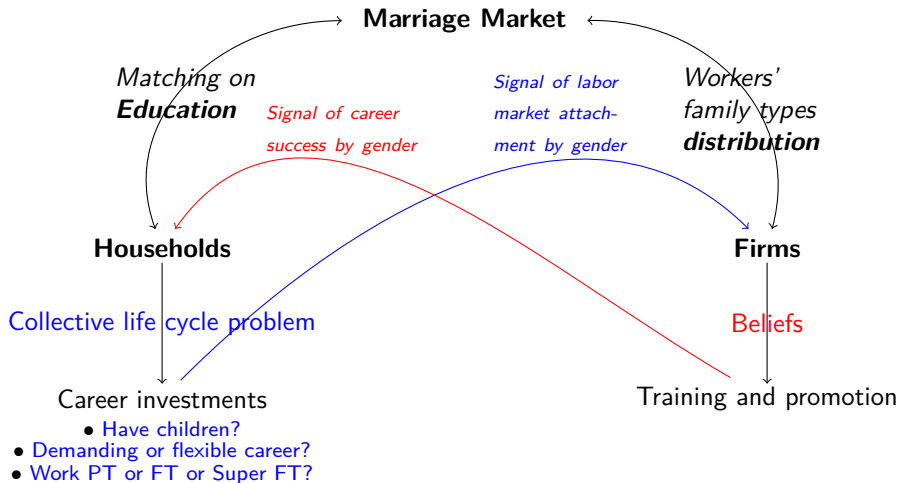 Marriage Market
Matching on
Education
Signal of career
success by gender
Signal of labor
market attach-
ment by gender
Workers'
family types
distribution
Households
Firms
Collective life cycle problem
Beliefs
Career investments
Training and promotion
• Have children?
• Demanding or flexible career?
• Work PT or FT or Super FT?